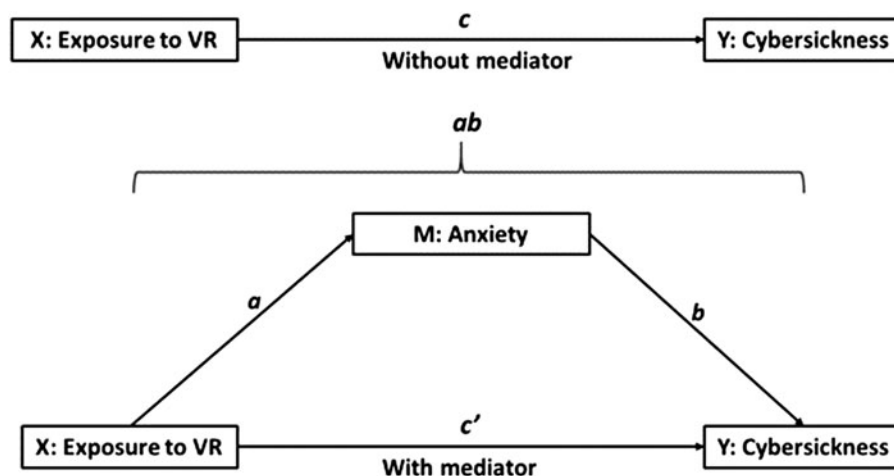 c
X: Exposure to VR
Y: Cybersickness
Without mediator
ab
M: Anxiety
a
b
c’
X: Exposure to VR
Y: Cybersickness
With mediator